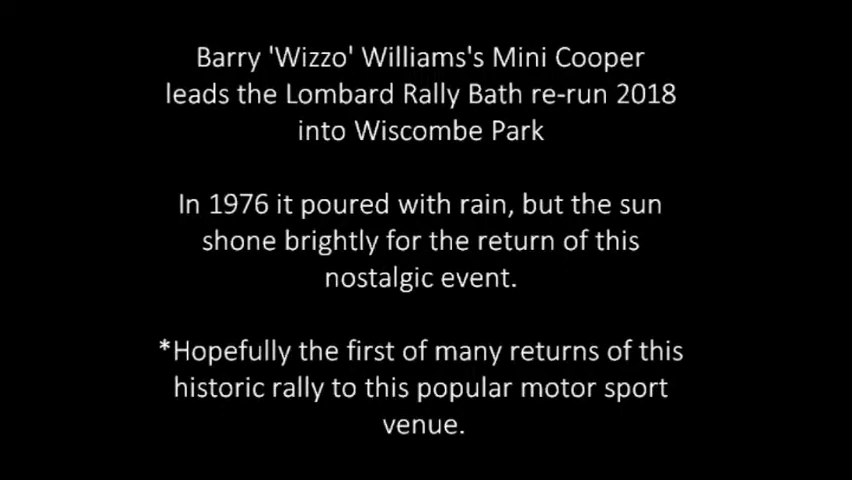 Barry 'Wizzo' Williams's Mini Cooper
leads the Lombard Rally Bath re-run 2018
into Wiscombe Park
In 1976 it poured with rain, but the sun
shone brightly for the return of this
nostalgic event.
*Hopefully the first of many returns of this
historic rally to this popular motor sport
venue.